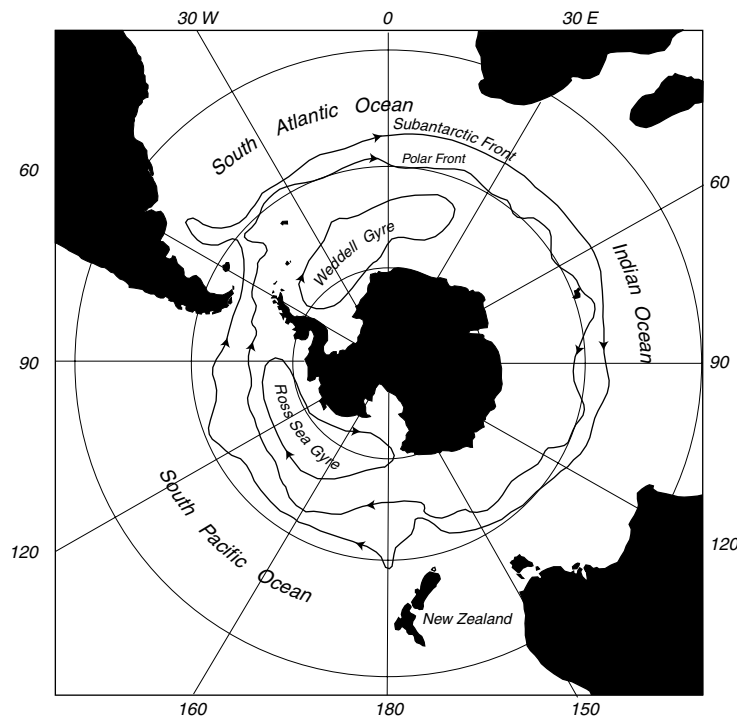 30 W
0
30 E
South Atlantic Ocean
Subantarctic Front
Polar Front
60
60
Weddell Gyre
Indian Ocean
90
90
Ross Sea Gyre
South Pacific Ocean
120
120
New Zealand
160
180
150